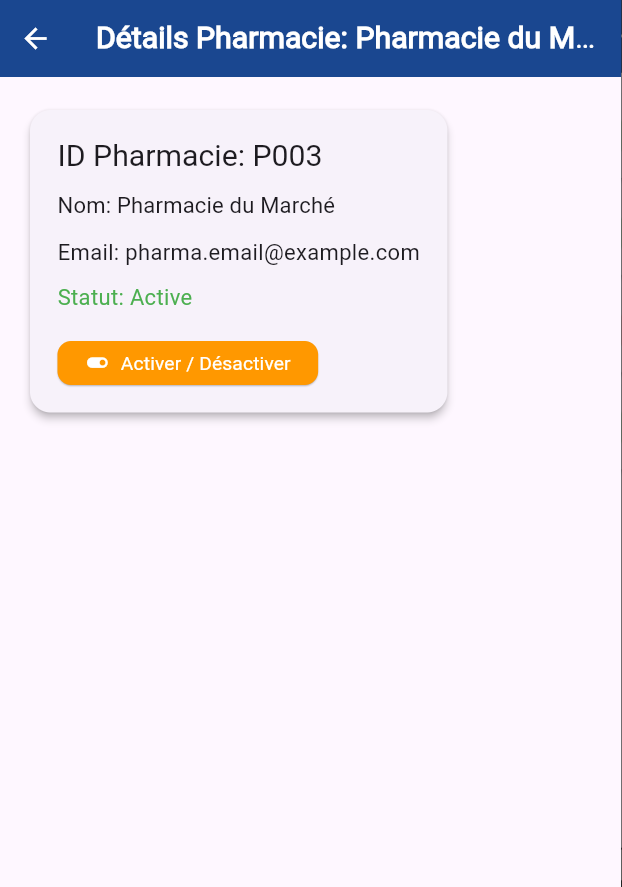 Détails Pharmacie: Pharmacie du M...
ID Pharmacie: P003
Nom: Pharmacie du Marché
Email: pharma.email@example.com
Statut: Active
Activer / Désactiver